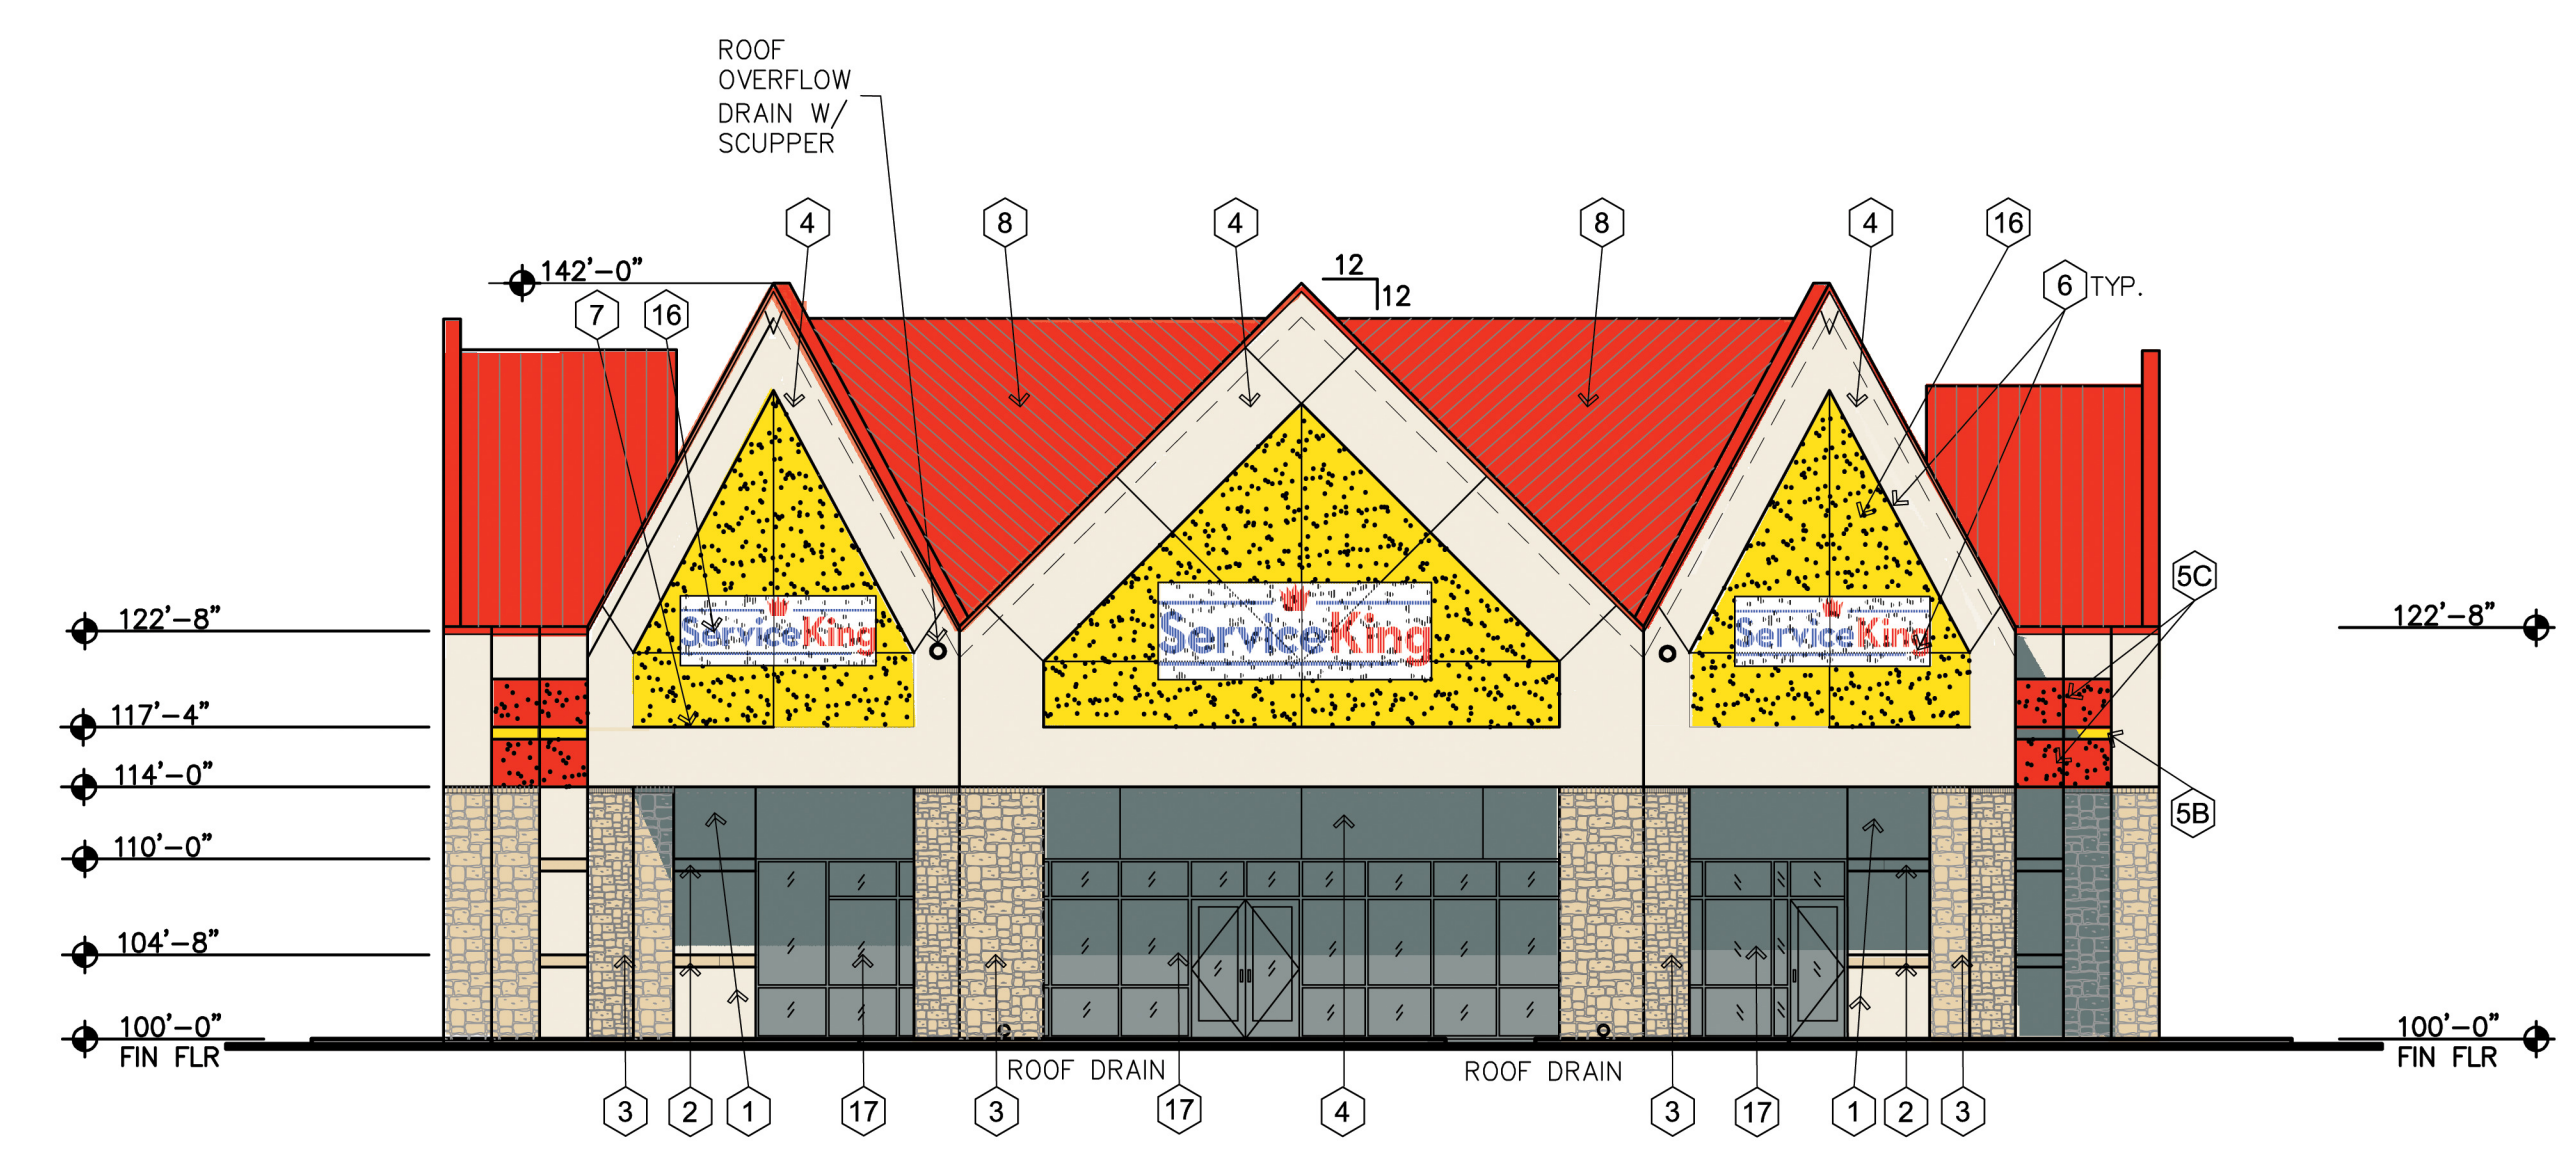 ROOF
OVERFLOW
DRAIN W/
SCUPPER
4
8
4
8
4
16
142'-0"
7
16
12
12
6 TYP.
122'-8"
122'-8"
5C
ServiceKing
ServiceKing
ServiceKing
117'-4"
114'-0"
5B
110'-0"
104'-8"
100'-0"
FIN FLR
100'-0"
FIN FLR
ROOF DRAIN
ROOF DRAIN
3
2
1
17
3
17
4
3
17
1
2
3